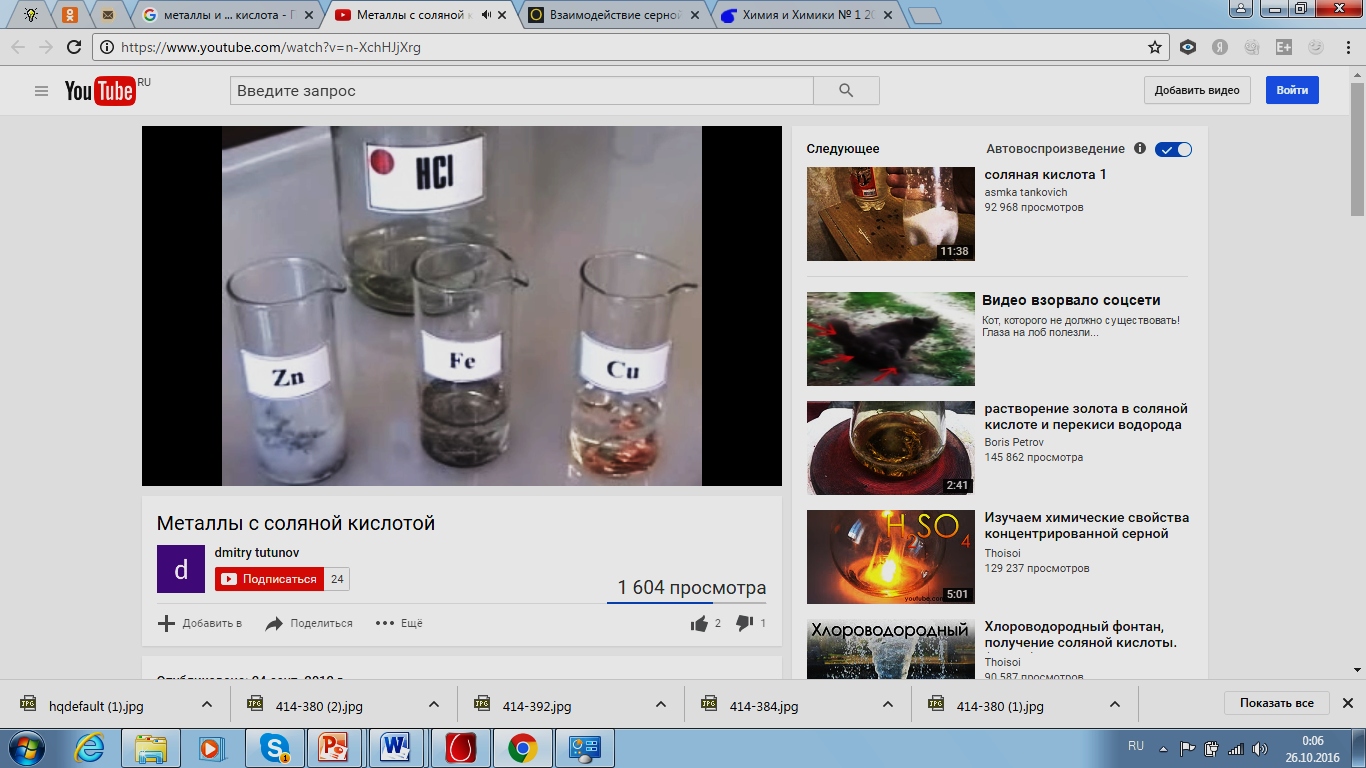 металлы и ... кислота - П
Металлы с соляной к
Взаимодействие серной
Химия и Химики № 1 20
https://www.youtube.com/watch?v=n-XchHJjXrg
YouTube RU
Введите запрос
Добавить видео
Войти
HCl
Zn
Fe
Cu
Металлы с соляной кислотой
d
dmitry tutunov
Подписаться 24
1 604 просмотра
Добавить в
Поделиться
Ещё
2
1
Следующее
Автовоспроизведение
соляная кислота 1
asmka tankovich
92 968 просмотров
11:38
Видео взорвало соцсети
Кот, которого не должно существовать!
Глаза на лоб полезли...
растворение золота в соляной
кислоте и перекиси водорода
Boris Petrov
145 862 просмотра
2:41
H2SO4
youtube.com
Изучаем химические свойства
концентрированной серной
Thoisoi
129 237 просмотров
5:01
Хлороводородный
Хлороводородный фонтан,
получение соляной кислоты.
Thoisoi
90 587 просмотров
hqdefault (1).jpg
414-380 (2).jpg
414-392.jpg
414-384.jpg
414-380 (1).jpg
Показать все
RU
0:06
26.10.2016